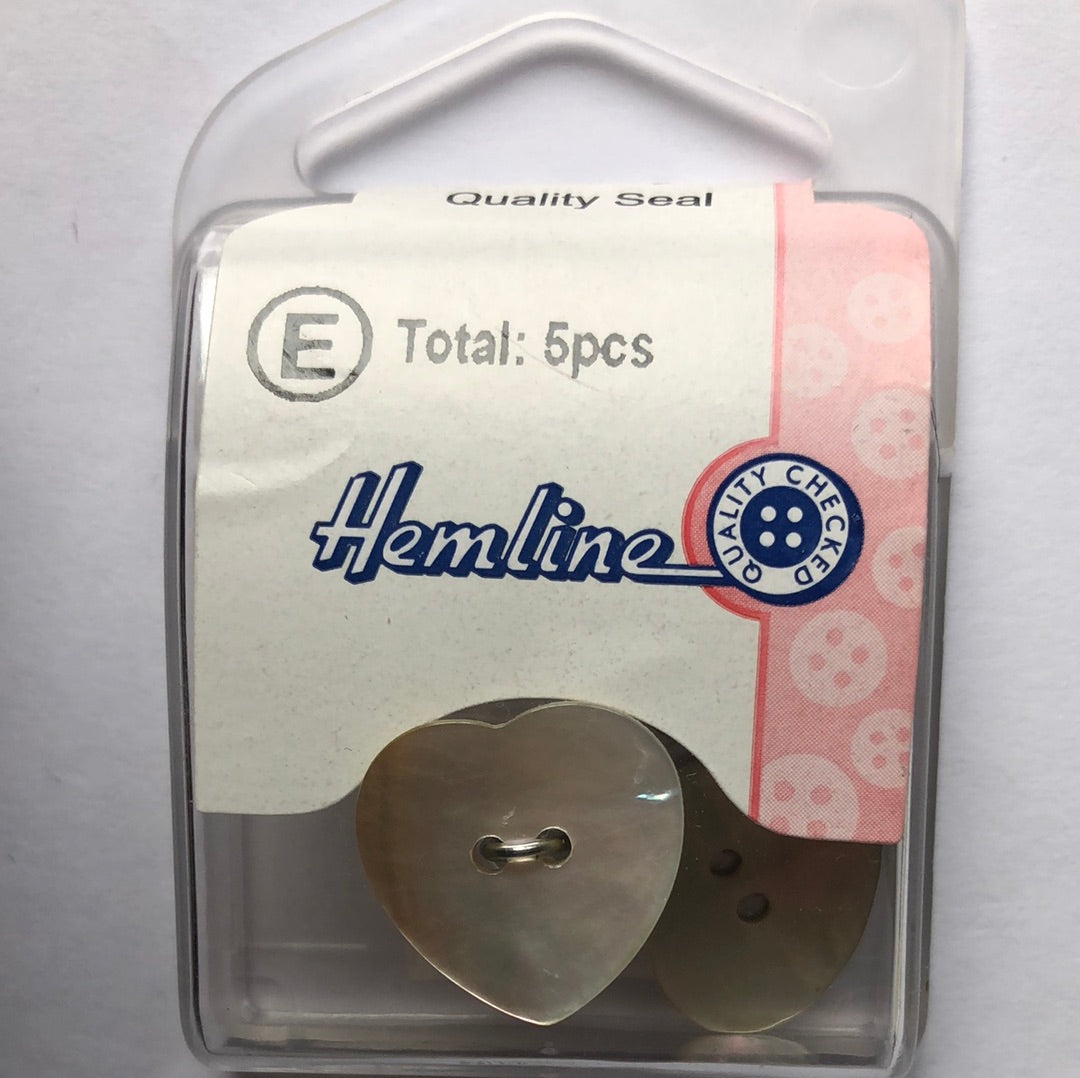 Quality Seal
E Total: 5pcs
Hemline
QUALITY CHECKED